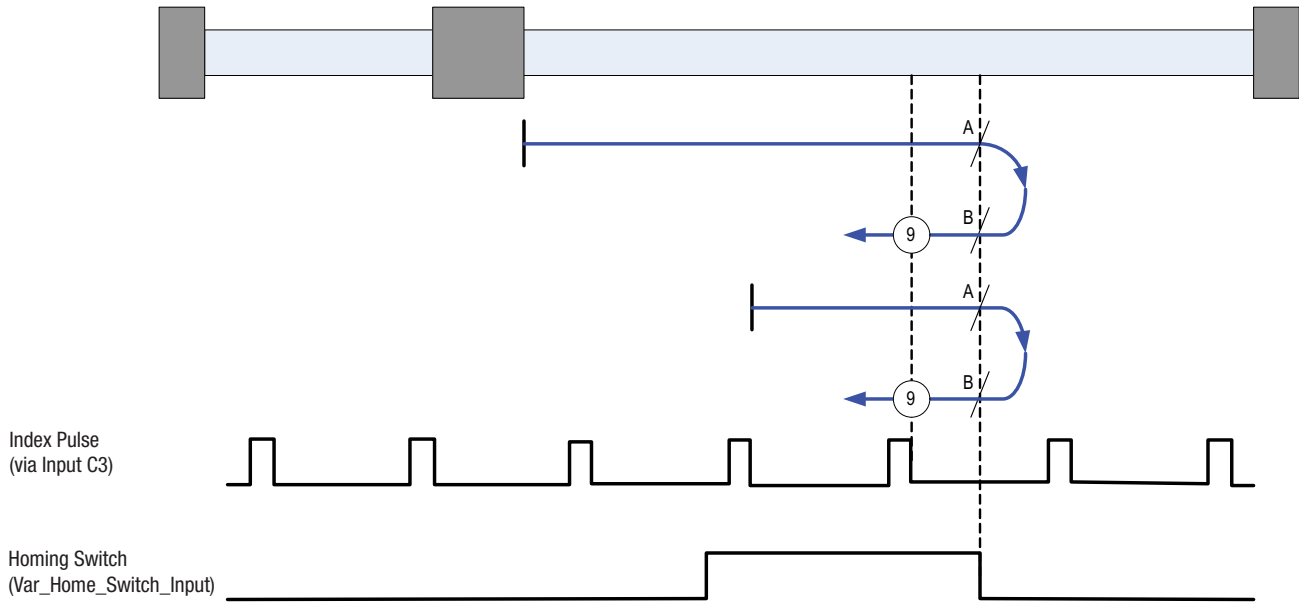 A
B
9
A
B
9
Index Pulse
(via Input C3)
Homing Switch
(Var_Home_Switch_Input)